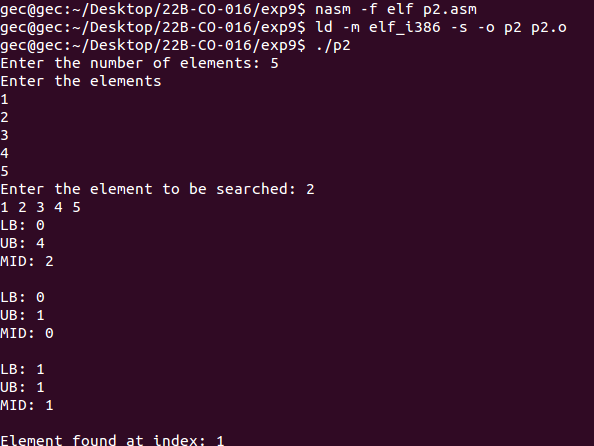 gec@gec:~/Desktop/22B-CO-016/exp9$ nasm -f elf p2.asm
gec@gec:~/Desktop/22B-CO-016/exp9$ ld -m elf_i386 -s -o p2 p2.o
gec@gec:~/Desktop/22B-CO-016/exp9$ ./p2
Enter the number of elements: 5
Enter the elements
1
2
3
4
5
Enter the element to be searched: 2
1 2 3 4 5
LB: 0
UB: 4
MID: 2
LB: 0
UB: 1
MID: 0
LB: 1
UB: 1
MID: 1
Element found at index: 1